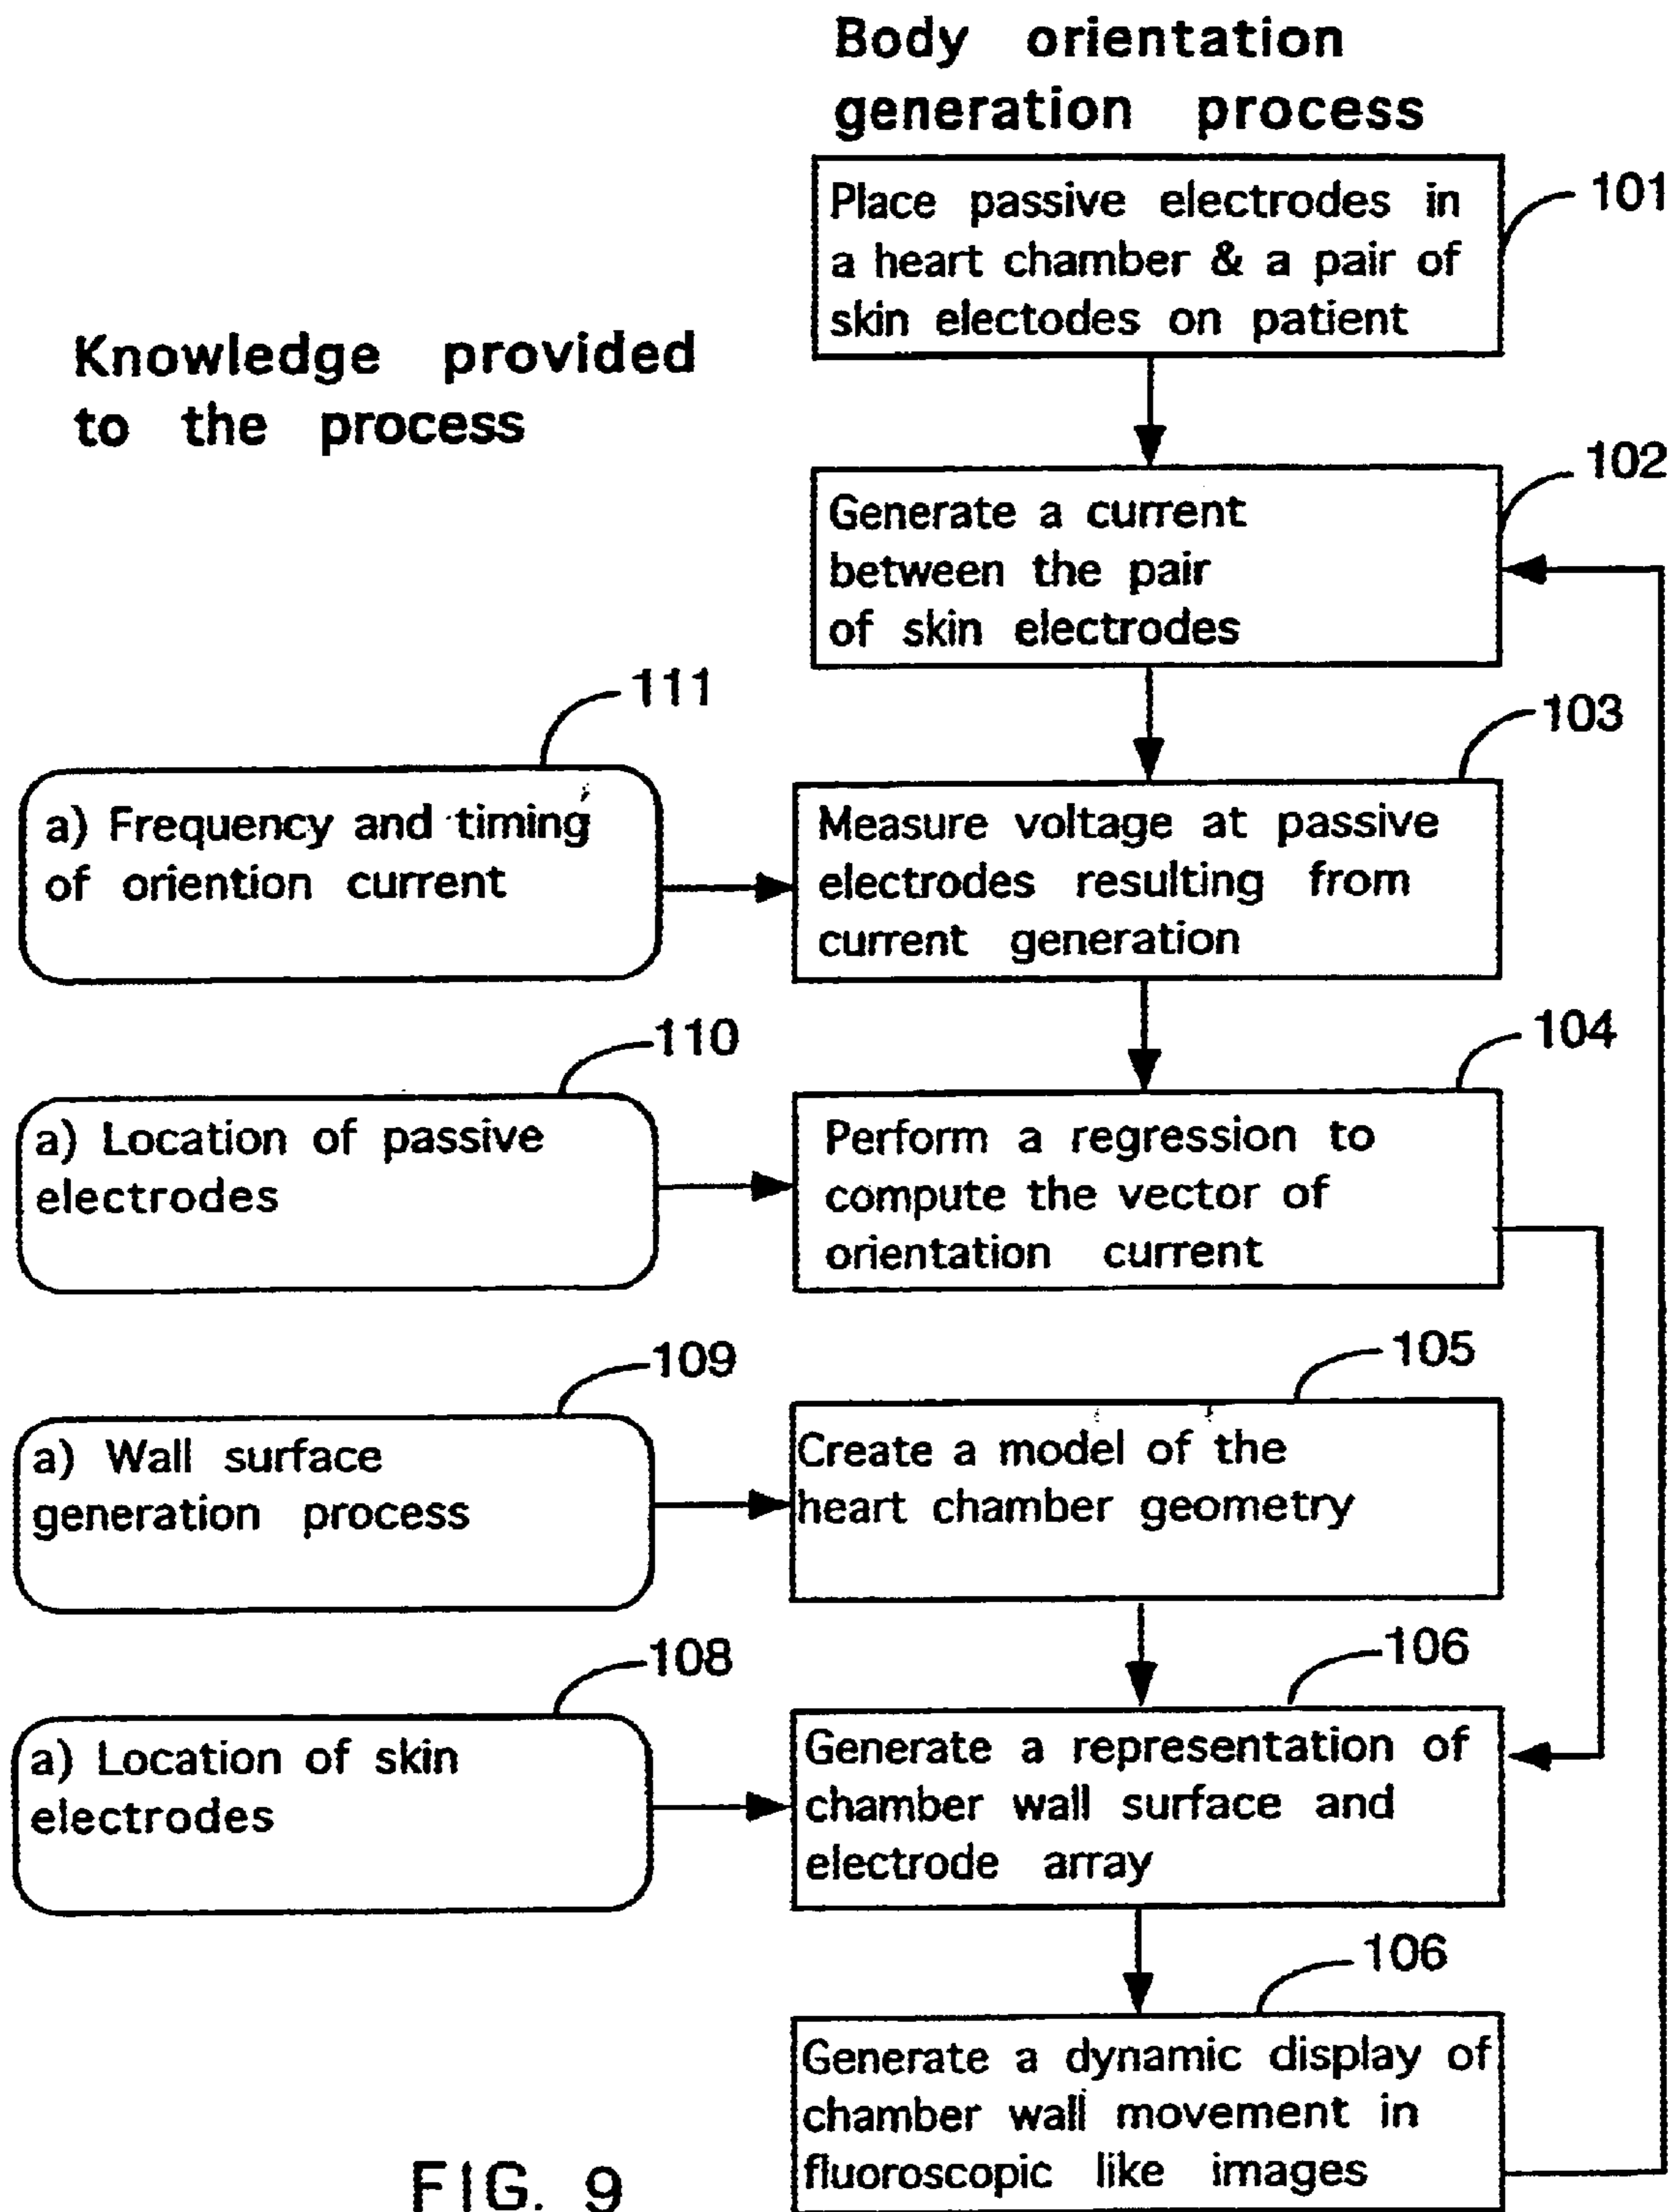 Body orientation
generation process
Place passive electrodes in
a heart chamber & a pair of
skin electodes on patient
101
Knowledge provided
to the process
102
Generate a current
between the pair
of skin electrodes
111
103
a) Frequency and timing
of oriention current
Measure voltage at passive
electrodes resulting from
current generation
110
104
a) Location of passive
electrodes
Perform a regression to
compute the vector of
orientation current
109
105
a) Wall surface
generation process
Create a model of the
heart chamber geometry
108
106
a) Location of skin
electrodes
Generate a representation of
chamber wall surface and
electrode array
106
Generate a dynamic display of
chamber wall movement in
fluoroscopic like images
FIG. 9